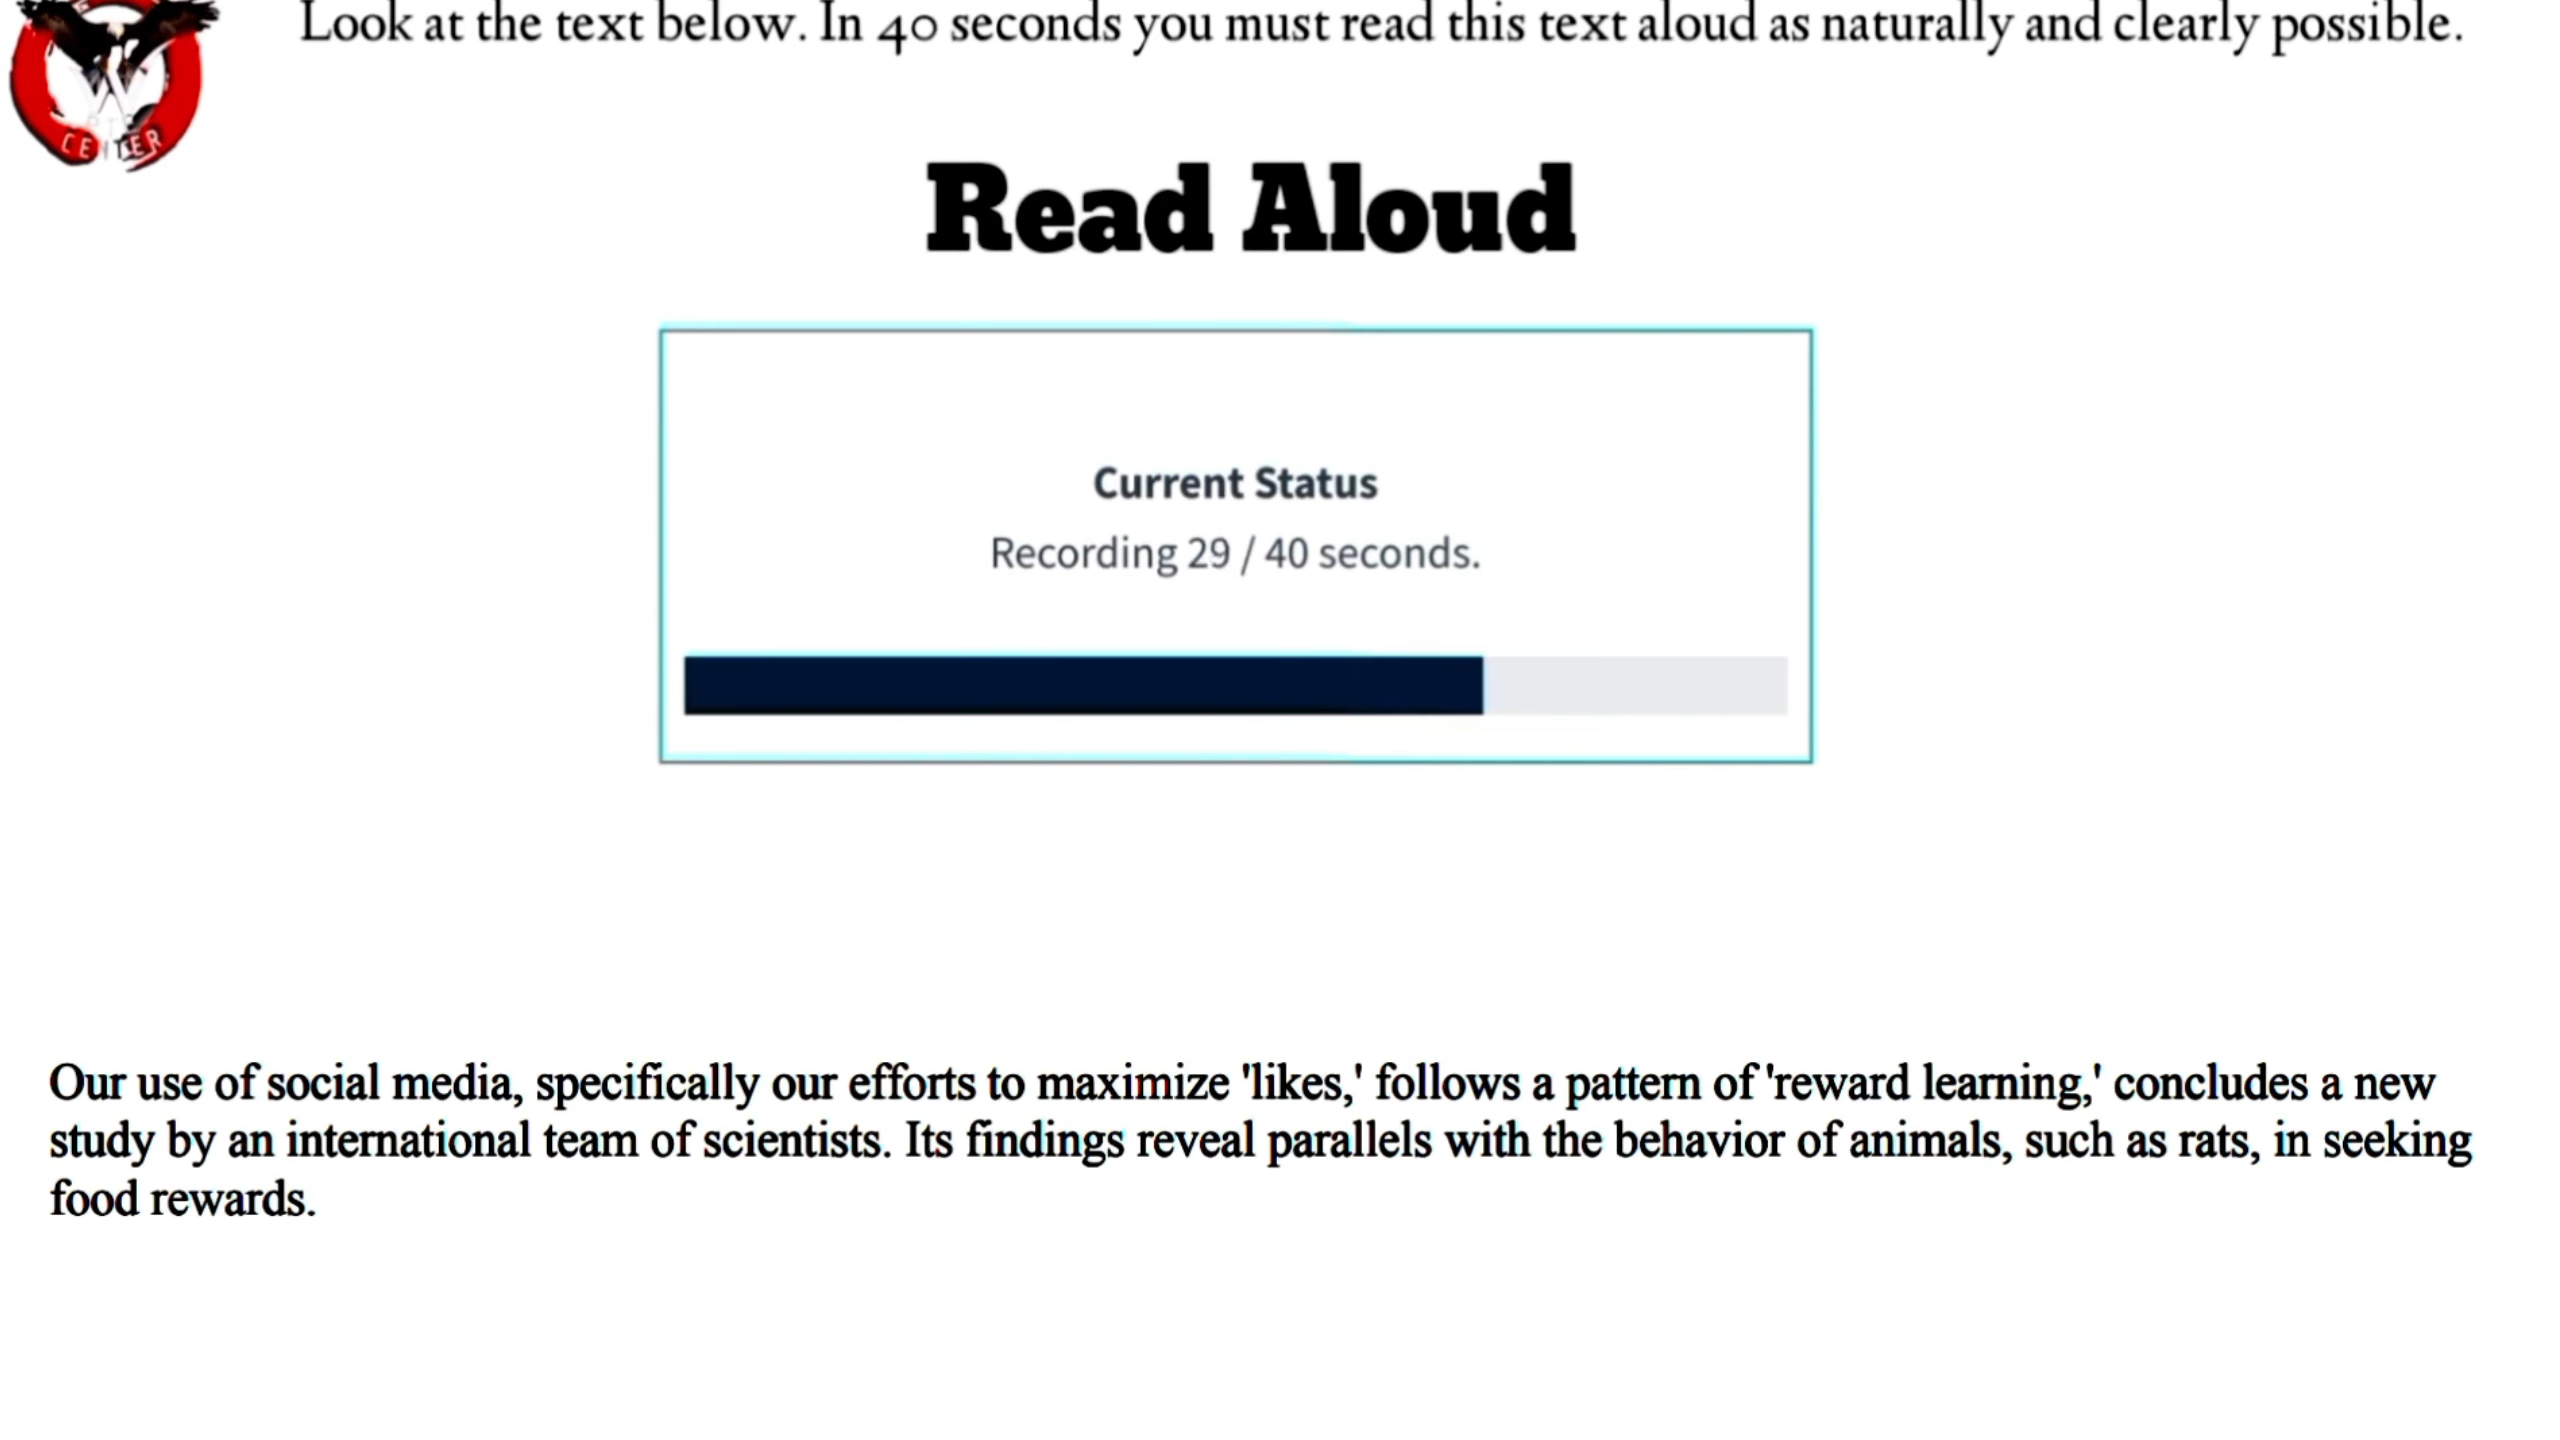 Look at the text below. In 40 seconds you must read this text aloud as naturally and clearly possible.
CENTER
Read Aloud
Current Status
Recording 29 / 40 seconds.
Our use of social media, specifically our efforts to maximize 'likes,' follows a pattern of 'reward learning,' concludes a new
study by an international team of scientists. Its findings reveal parallels with the behavior of animals, such as rats, in seeking
food rewards.